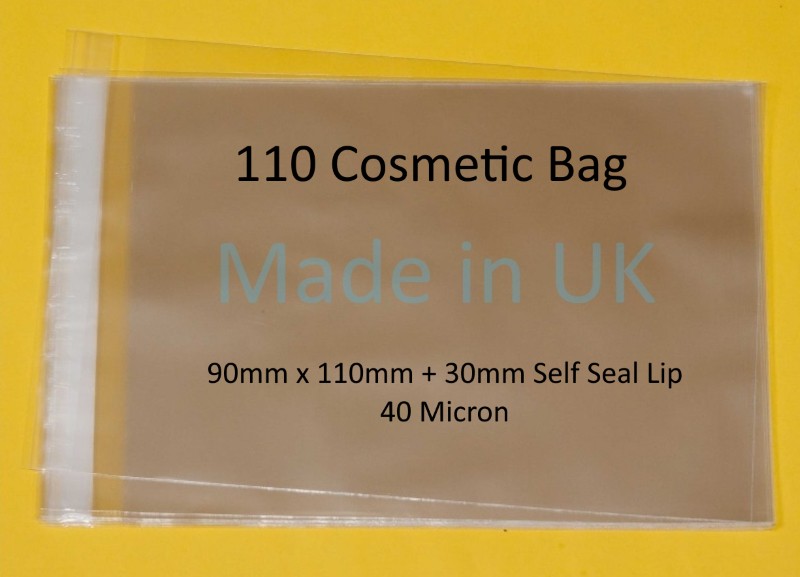 110 Cosmetic Bag
Made in UK
90mm x 110mm + 30mm Self Seal Lip
40 Micron